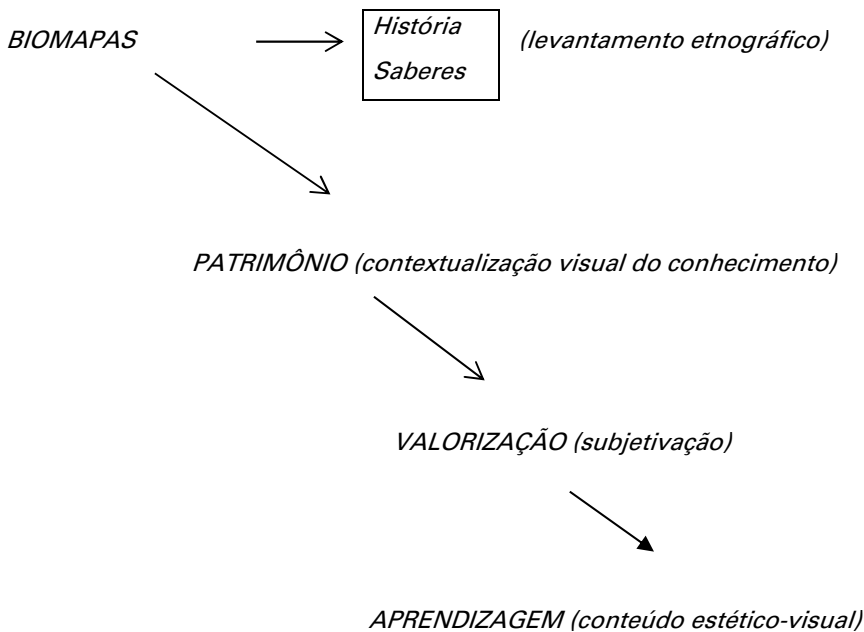 BIOMAPAS
História
Saberes
(levantamento etnográfico)
PATRIMÔNIO (contextualização visual do conhecimento)
VALORIZAÇÃO (subjetivação)
APRENDIZAGEM (conteúdo estético-visual)